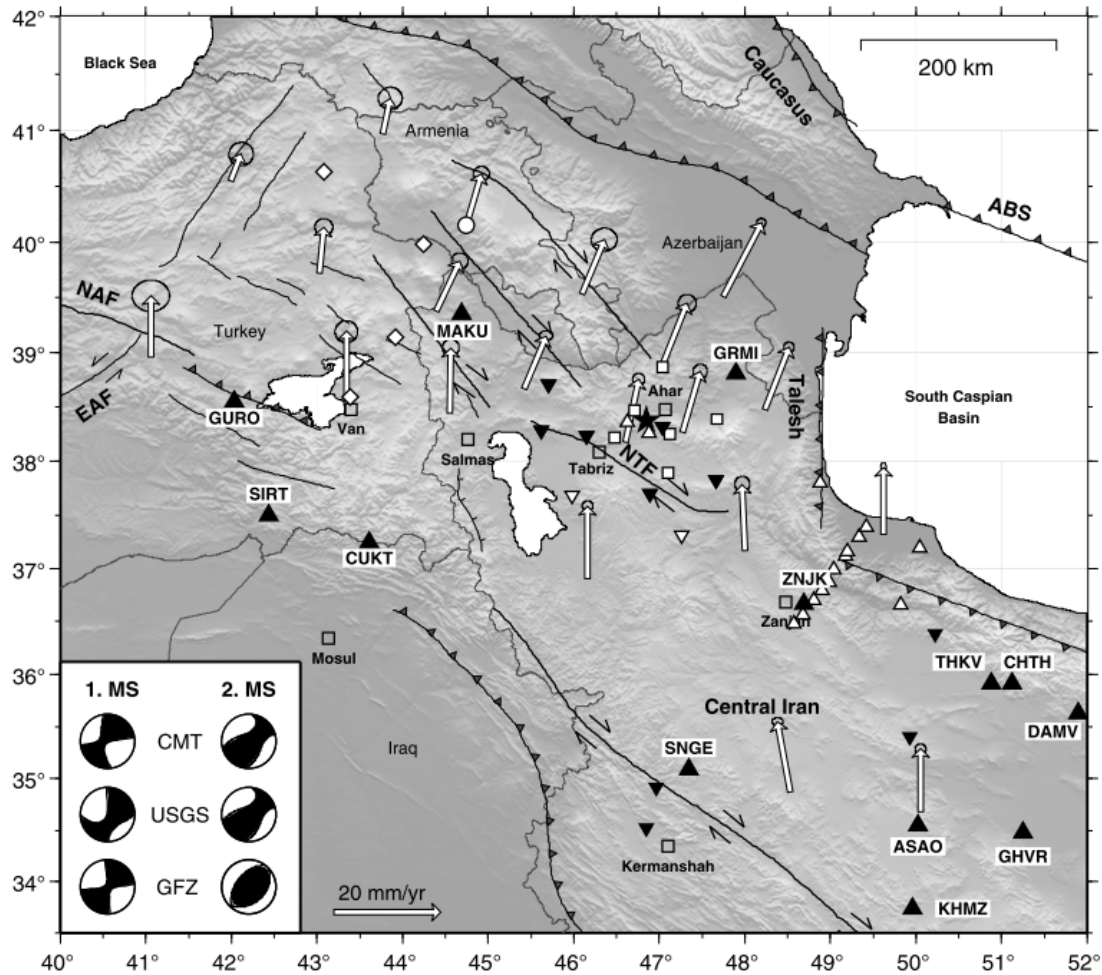 42°
41°
40°
39°
38°
37°
36°
35°
34°
Black Sea
Caucasus
200 km
Armenia
ABS
Azerbaijan
NAF
Turkey
MAKU
GRMI
EAF
GURO
Van
Ahar
Talesh
South Caspian
Basin
Salmas
Tabriz
NTF
SIRT
CUKT
ZNJK
Zanjan
Mosul
THKV
CHTH
DAMV
Central Iran
Iraq
SNGE
Kermanshah
ASAO
GHVR
KHMZ
1. MS
2. MS
CMT
USGS
GFZ
20 mm/yr
40°
41°
42°
43°
44°
45°
46°
47°
48°
49°
50°
51°
52°